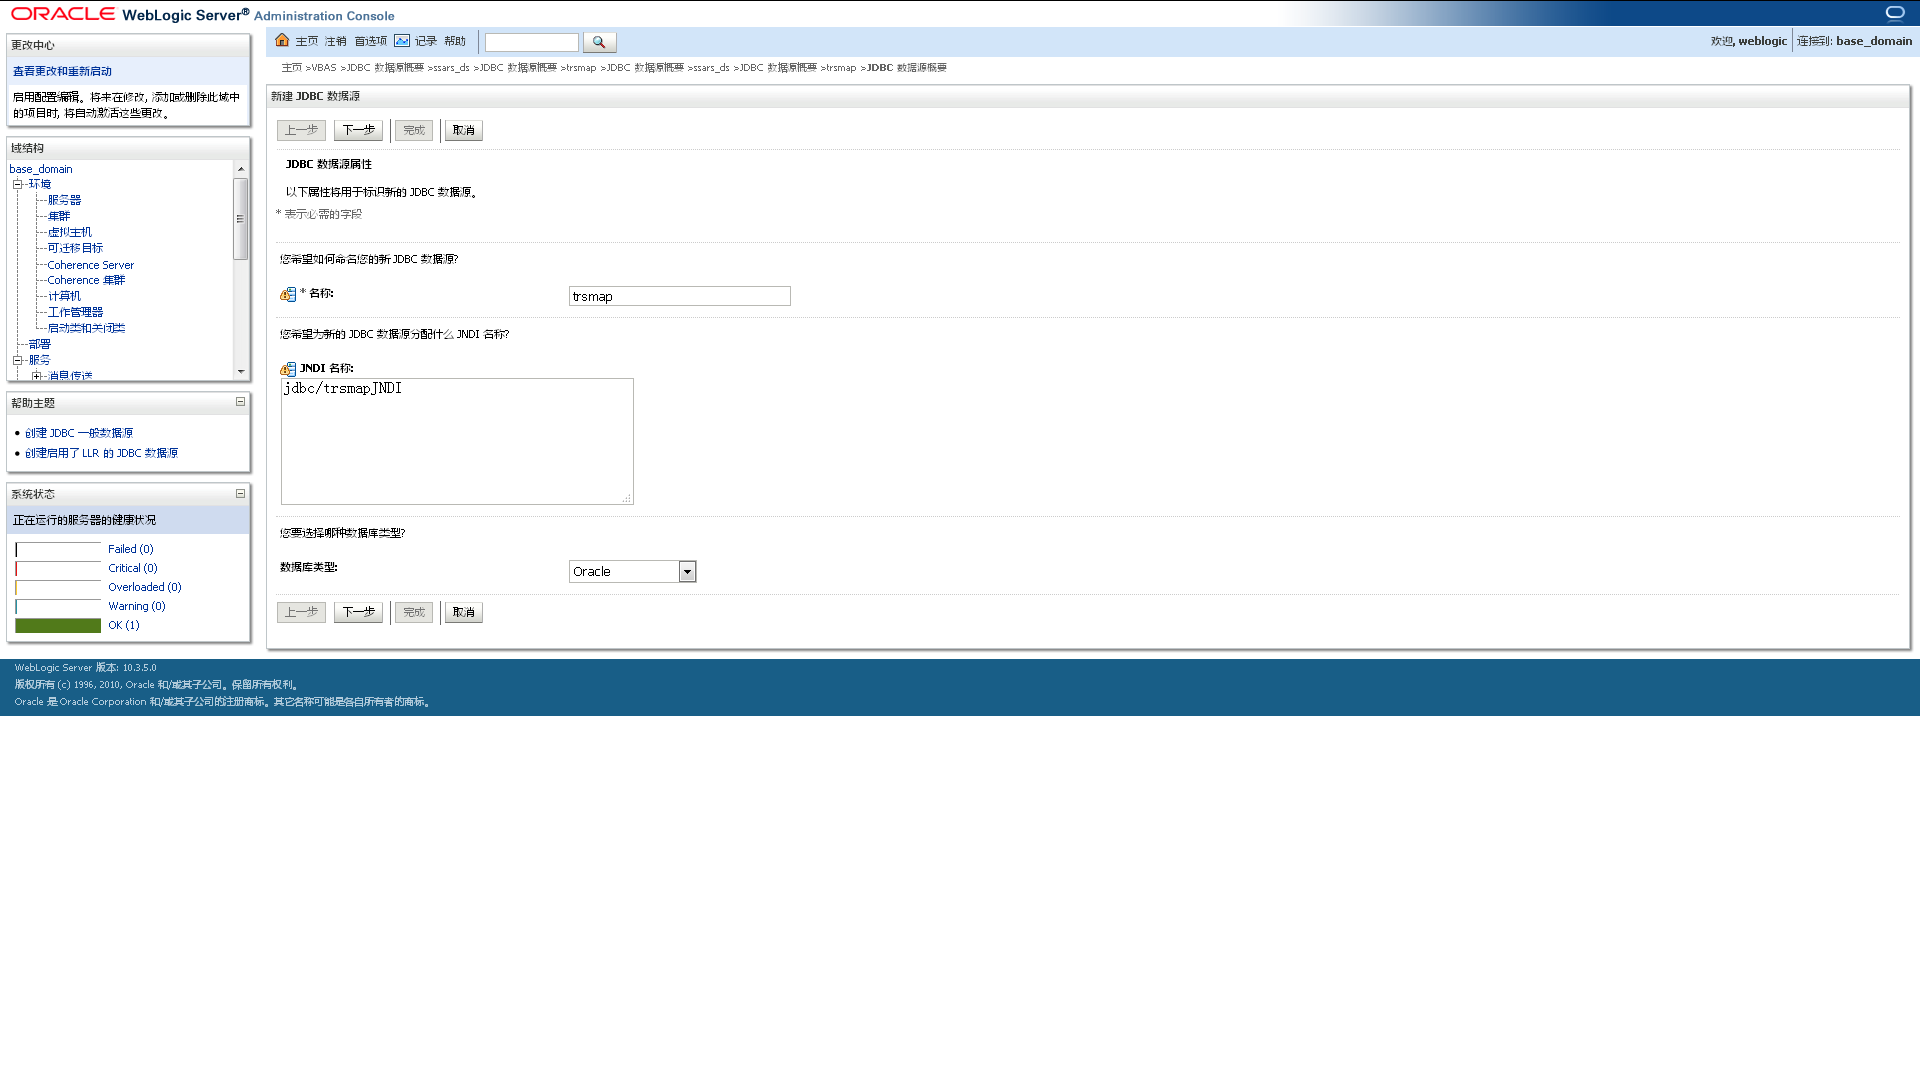 ORACLE WebLogic Server® Administration Console
更改中心
查看更改和重新启动
启用配置编辑。将来在修改, 添加或删除此域中
的项目时, 将自动激活这些更改。
域结构
base_domain
环境
服务器
集群
虚拟主机
可迁移目标
Coherence Server
Coherence 集群
计算机
工作管理器
启动类和关闭类
部署
服务
消息传送
帮助主题
创建 JDBC 一般数据源
创建启用了 LLR 的 JDBC 数据源
系统状态
正在运行的服务器的健康状况
Failed (0)
Critical (0)
Overloaded (0)
Warning (0)
OK (1)
主页 注销 首选项 记录 帮助
欢迎, weblogic 连接到: base_domain
主页 >VBAS >JDBC 数据源概要 >ssars_ds >JDBC 数据源概要 >trsmap >JDBC 数据源概要 >ssars_ds >JDBC 数据源概要 >trsmap >JDBC 数据源概要
新建 JDBC 数据源
上一步 下一步 完成 取消
JDBC 数据源属性
以下属性将用于标识新的 JDBC 数据源。
* 表示必需的字段
您希望如何命名您的新 JDBC 数据源?
* 名称: trsmap
您希望为新的 JDBC 数据源分配什么 JNDI 名称?
JNDI 名称:
jdbc/trsmapJNDI
您要选择哪种数据库类型?
数据库类型: Oracle
上一步 下一步 完成 取消
WebLogic Server 版本: 10.3.5.0
版权所有 (c) 1996, 2010, Oracle 和/或其子公司。保留所有权利。
Oracle 是 Oracle Corporation 和/或其子公司的注册商标。其它名称可能是各自所有者的商标。